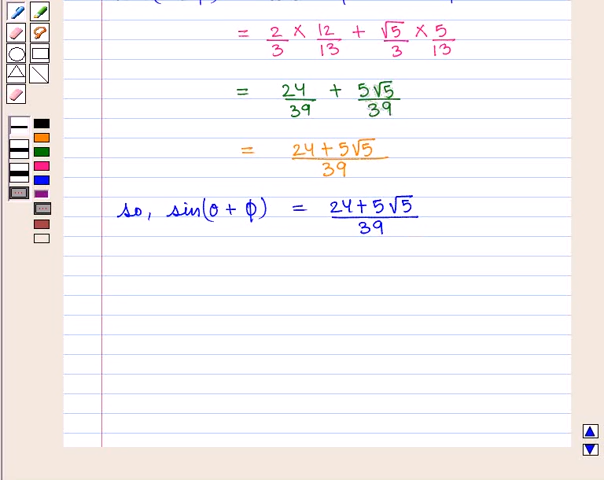 = 2/3 × 12/13 + √5/3 × 5/13
= 24/39 + 5√5/39
= 24+5√5/39
so, sin(θ + φ) = 24+5√5/39